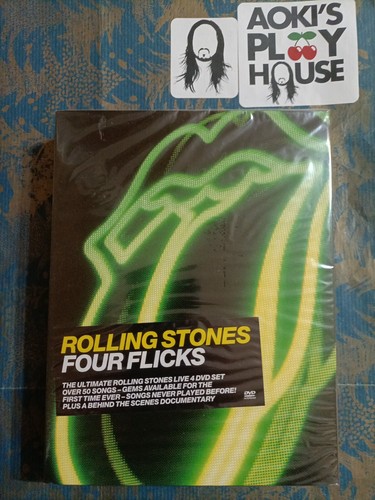 AOKI'S
PLAY
HOUSE
ROLLING STONES
FOUR FLICKS
THE ULTIMATE ROLLING STONES LIVE 4 DVD SET
OVER 50 SONGS – GEMS AVAILABLE FOR THE
FIRST TIME EVER – SONGS NEVER PLAYED BEFORE!
PLUS A BEHIND THE SCENES DOCUMENTARY
DVD